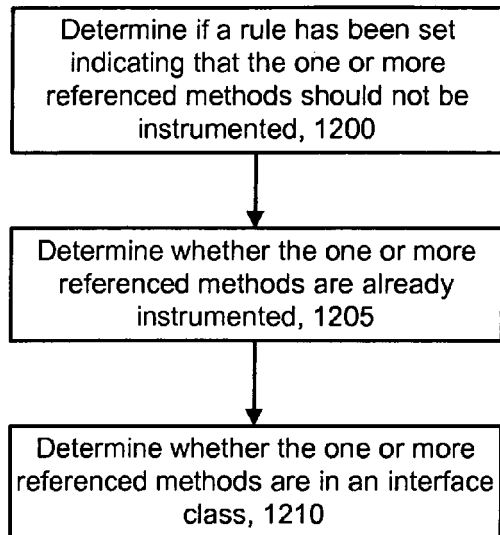 Determine if a rule has been set
indicating that the one or more
referenced methods should not be
instrumented, 1200
Determine whether the one or more
referenced methods are already
instrumented, 1205
Determine whether the one or more
referenced methods are in an interface
class, 1210